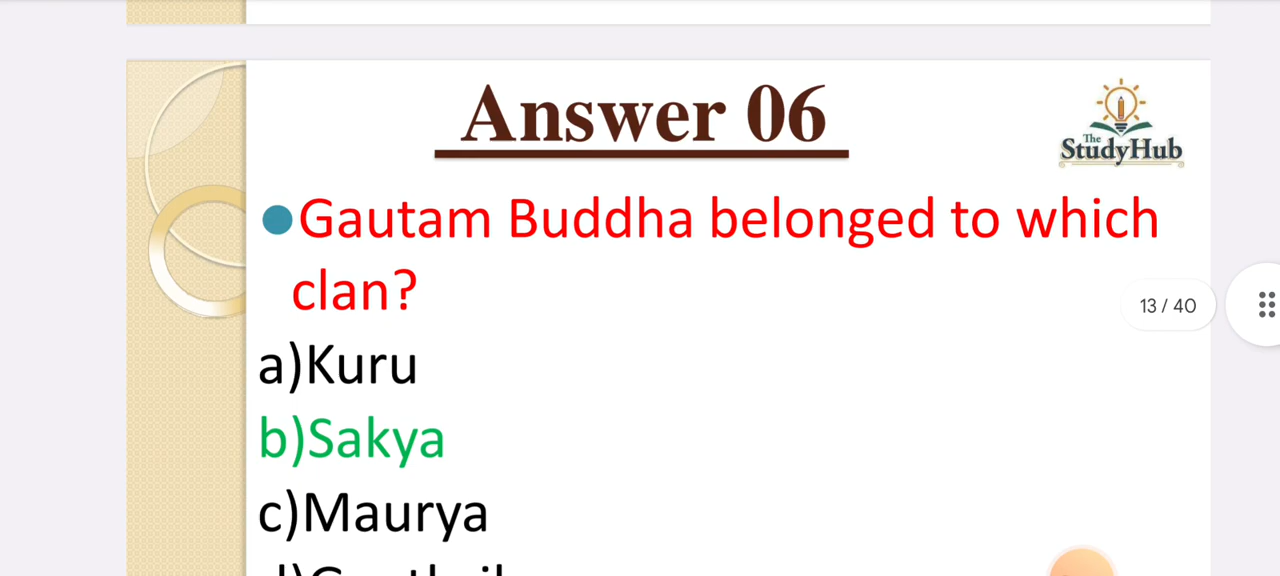 Answer 06
The
StudyHub
Gautam Buddha belonged to which
clan?
13 / 40
a)Kuru
b)Sakya
c)Maurya